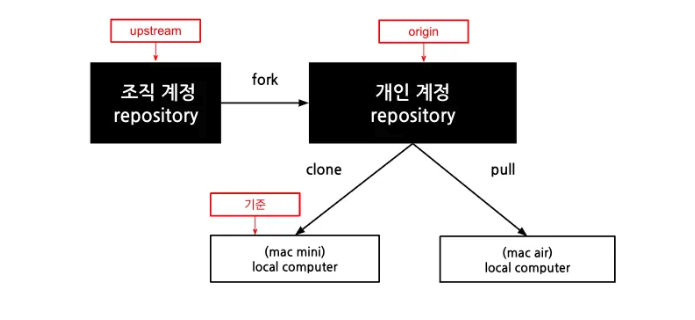 upstream
origin
조직 계정
repository
fork
개인 계정
repository
clone
pull
기준
(mac mini)
local computer
(mac air)
local computer